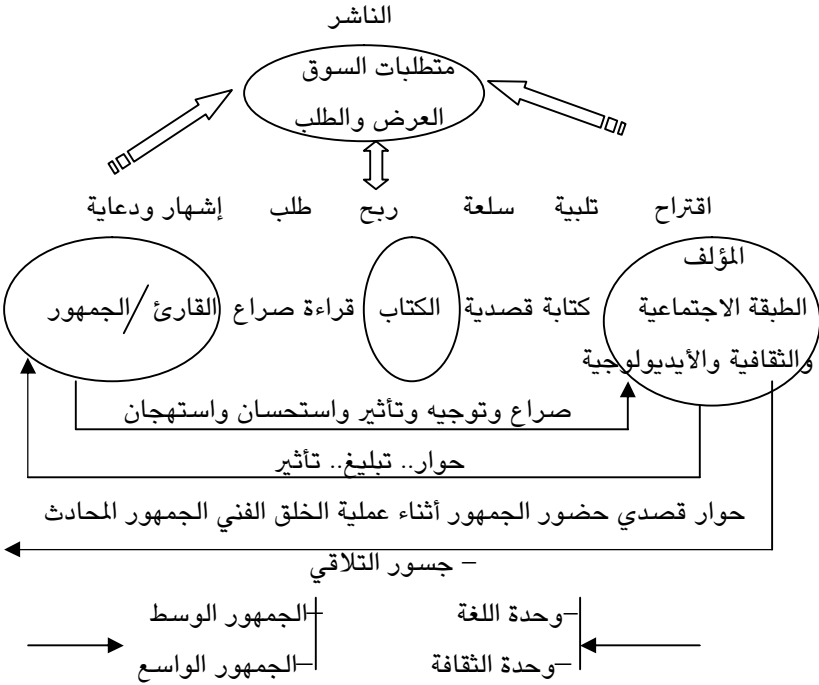 الناشر
متطلبات السوق
العرض والطلب
اقتراح تلبية سلعة ربح طلب إشهار ودعاية
المؤلف
الطبقة الاجتماعية كتابة قصدية الكتاب قراءة صراع القارئ/الجمهور
والثقافية والأيديولوجية
صراع وتوجيه وتأثير واستحسان واستهجان
حوار.. تبليغ.. تأثير
حوار قصدي حضور الجمهور أثناء عملية الخلق الفني الجمهور المحادث
– جسور التلاقي
–وحدة اللغة –الجمهور الوسط
–وحدة الثقافة –الجمهور الواسع